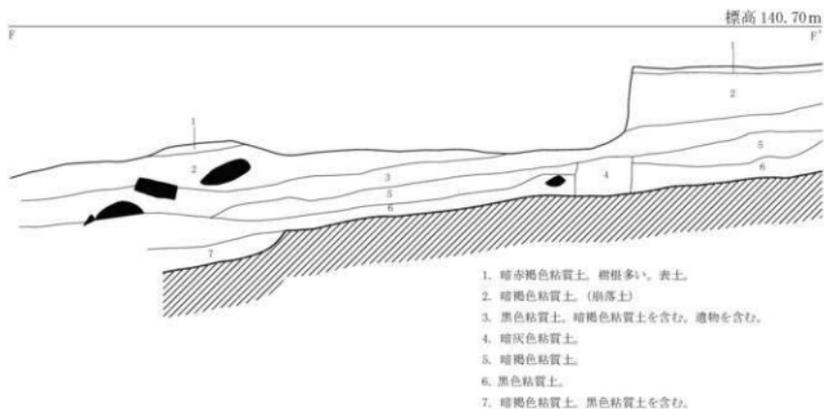 標高 140.70m
F
F'
1
2
1
2
3
4
5
5
6
6
7
1. 暗赤褐色粘質土。樹根多い。表土。
2. 暗褐色粘質土。(崩落土)
3. 黒色粘質土。暗褐色粘質土を含む。遺物を含む。
4. 暗灰色粘質土。
5. 暗褐色粘質土。
6. 黒色粘質土。
7. 暗褐色粘質土。黒色粘質土を含む。